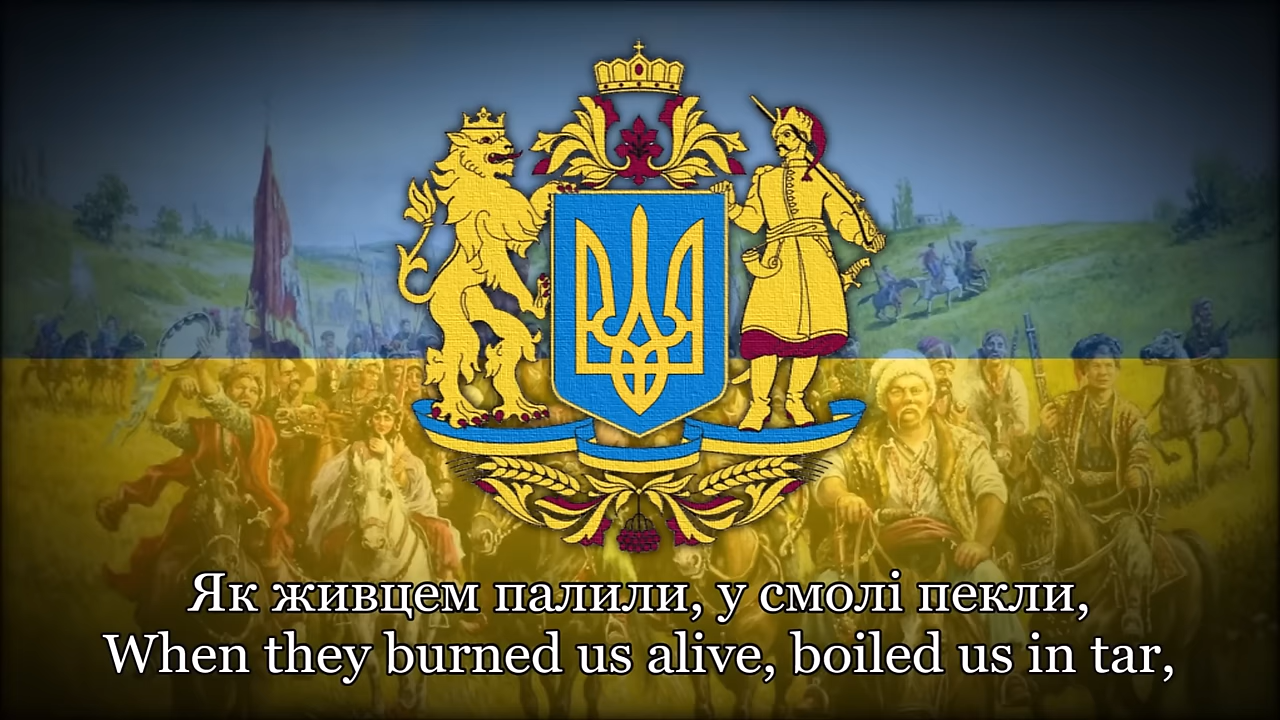 Як живцем палили, у смолі пекли,
When they burned us alive, boiled us in tar,